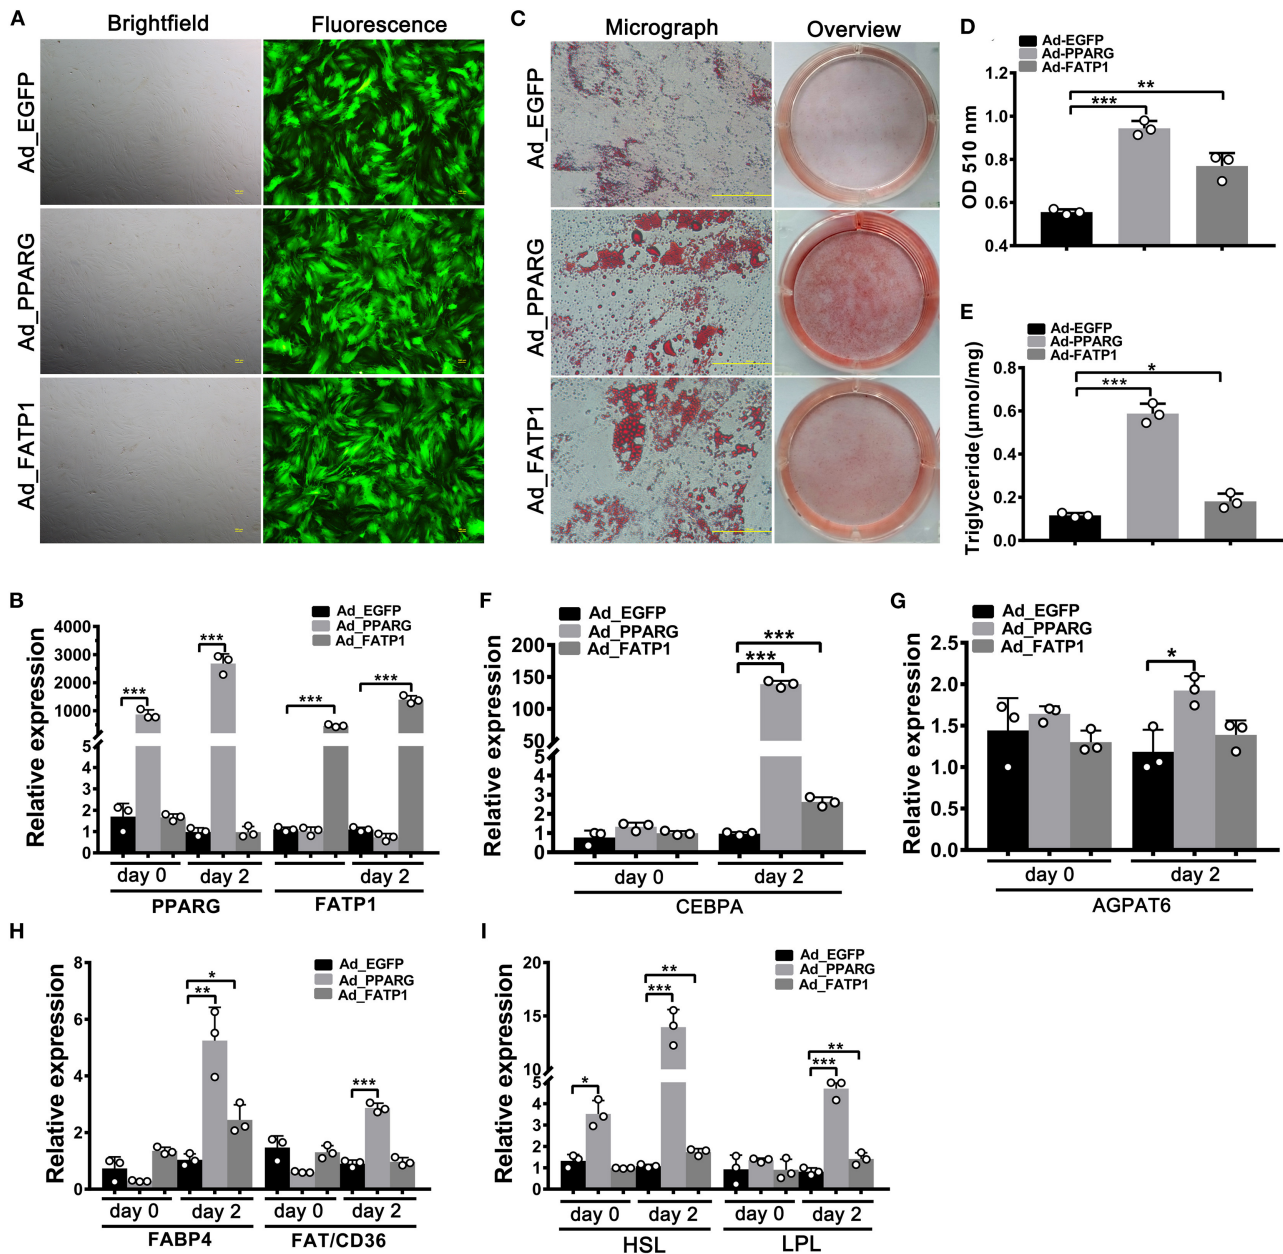 A
Brightfield
Fluorescence
Ad_EGFP
Ad_PPARG
Ad_FATP1
C
Micrograph
Overview
Ad_EGFP
Ad_PPARG
Ad_FATP1
D
Ad-EGFP
Ad-PPARG
Ad-FATP1
OD 510 nm
1.2
1.0
0.8
0.6
0.4
***
**
E
Ad-EGFP
Ad-PPARG
Ad-FATP1
Triglyceride(μmol/mg)
0.8
0.6
0.4
0.2
0.0
***
*
B
Ad_EGFP
Ad_PPARG
Ad_FATP1
Relative expression
4000
3000
2000
1000
5
4
3
2
1
0
***
***
***
***
day 0
day 2
day 0
day 2
PPARG
FATP1
F
Ad_EGFP
Ad_PPARG
Ad_FATP1
Relative expression
200
150
100
50
5
4
3
2
1
0
***
***
day 0
day 2
CEBPA
G
Ad_EGFP
Ad_PPARG
Ad_FATP1
Relative expression
2.5
2.0
1.5
1.0
0.5
0.0
*
day 0
day 2
AGPAT6
H
Ad_EGFP
Ad_PPARG
Ad_FATP1
Relative expression
8
6
4
2
0
*
**
***
day 0
day 2
day 0
day 2
FABP4
FAT/CD36
I
Ad_EGFP
Ad_PPARG
Ad_FATP1
Relative expression
20
15
10
5
4
3
2
1
0
*
**
***
**
***
day 0
day 2
day 0
day 2
HSL
LPL